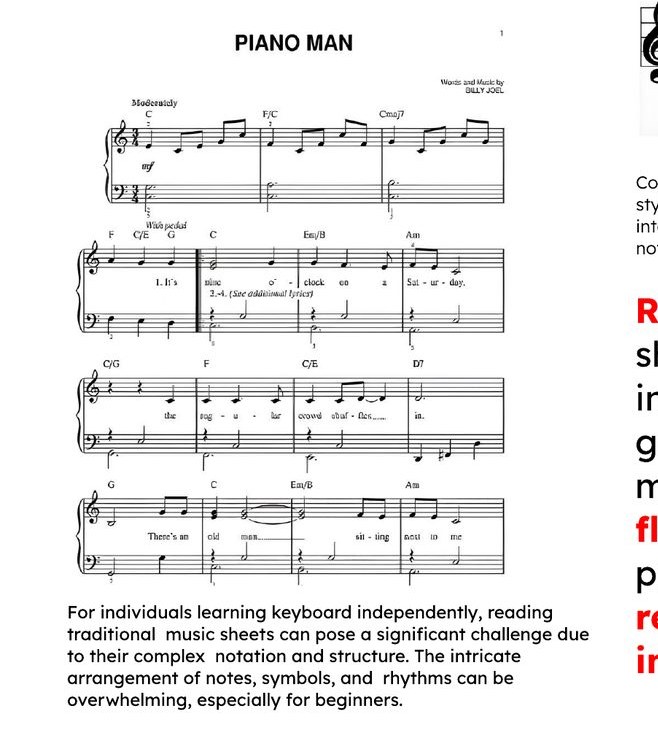 PIANO MAN
1
Words and Music by
BILLY JOEL
Moderately
C F/C Cmaj7
mf
With pedal
F C/E G C Em/B Am
1. It's nine o' - clock on a Sat - ur - day.
3.-4. (See additional lyrics)
C/G F C/E D7
the reg - u - lar crowd shuf - fles in.
G C Em/B Am
There's an old man sit - ting next to me
For individuals learning keyboard independently, reading
traditional music sheets can pose a significant challenge due
to their complex notation and structure. The intricate
arrangement of notes, symbols, and rhythms can be
overwhelming, especially for beginners.
Co
sty
int
no
R
sl
in
g
m
fl
p
re
in